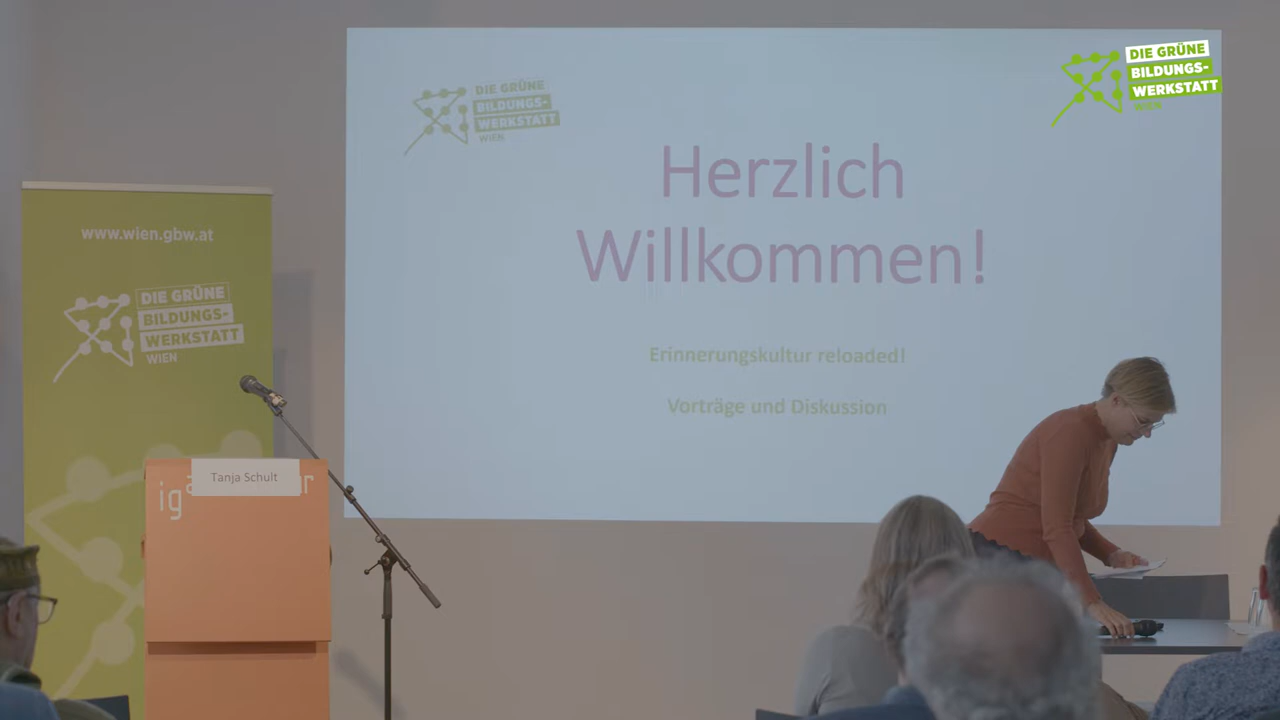 DIE GRÜNE
BILDUNGS-
WERKSTATT
WIEN
DIE GRÜNE
BILDUNGS-
WERKSTATT
WIEN
Herzlich
Willkommen!
Erinnerungskultur reloaded!
Vorträge und Diskussion
www.wien.gbw.at
DIE GRÜNE
BILDUNGS-
WERKSTATT
WIEN
Tanja Schult
ig